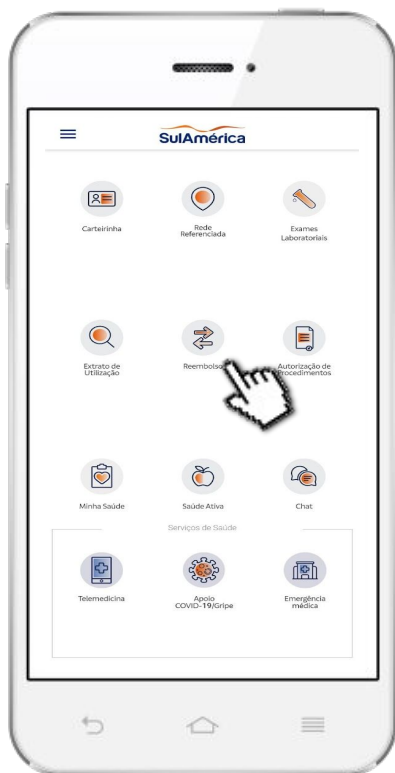 SulAmérica
Carteirinha
Rede
Referenciada
Exames
Laboratoriais
Extrato de
Utilização
Reembolso
Autorização de
Procedimentos
Minha Saúde
Saúde Ativa
Chat
Serviços de Saúde
Telemedicina
Apoio
COVID-19/Gripe
Emergência
médica